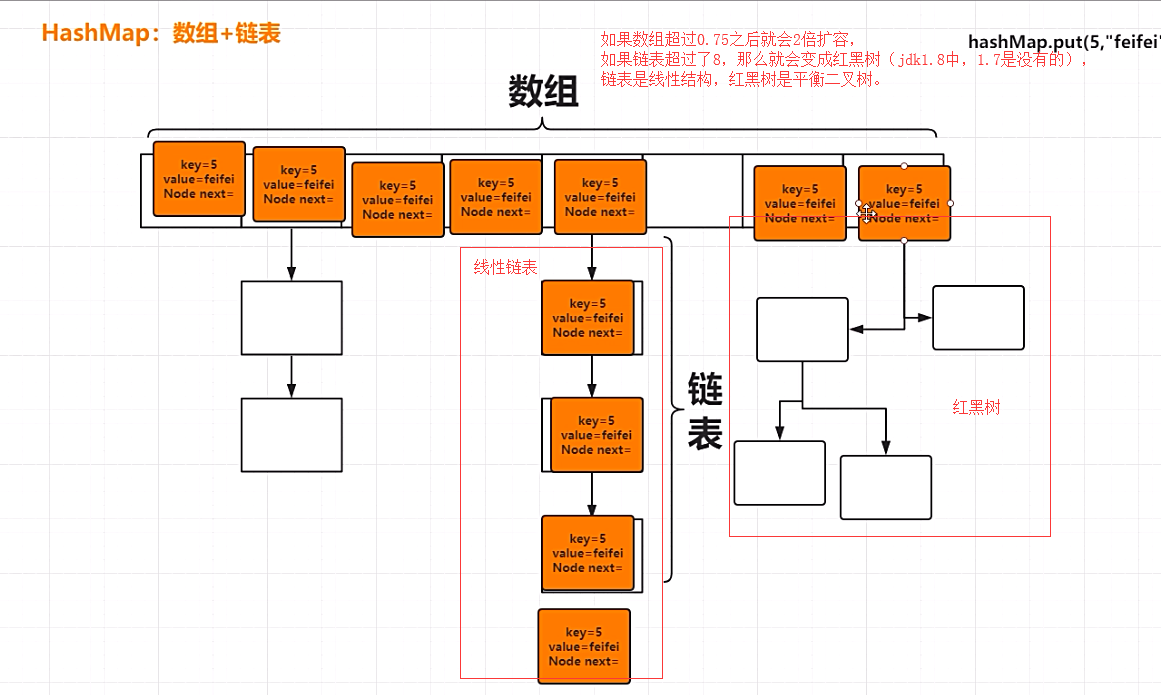 HashMap：数组+链表
如果数组超过0.75之后就会2倍扩容，
hashMap.put(5,"feifei"
如果链表超过了8，那么就会变成红黑树（jdk1.8中，1.7是没有的），
链表是线性结构，红黑树是平衡二叉树。
数组
key=5
value=feifei
Node next=
key=5
value=feifei
Node next=
key=5
value=feifei
Node next=
key=5
value=feifei
Node next=
key=5
value=feifei
Node next=
key=5
value=feifei
Node next=
key=5
value=feifei
Node next=
线性链表
key=5
value=feifei
Node next=
key=5
value=feifei
Node next=
key=5
value=feifei
Node next=
key=5
value=feifei
Node next=
链
表
红黑树